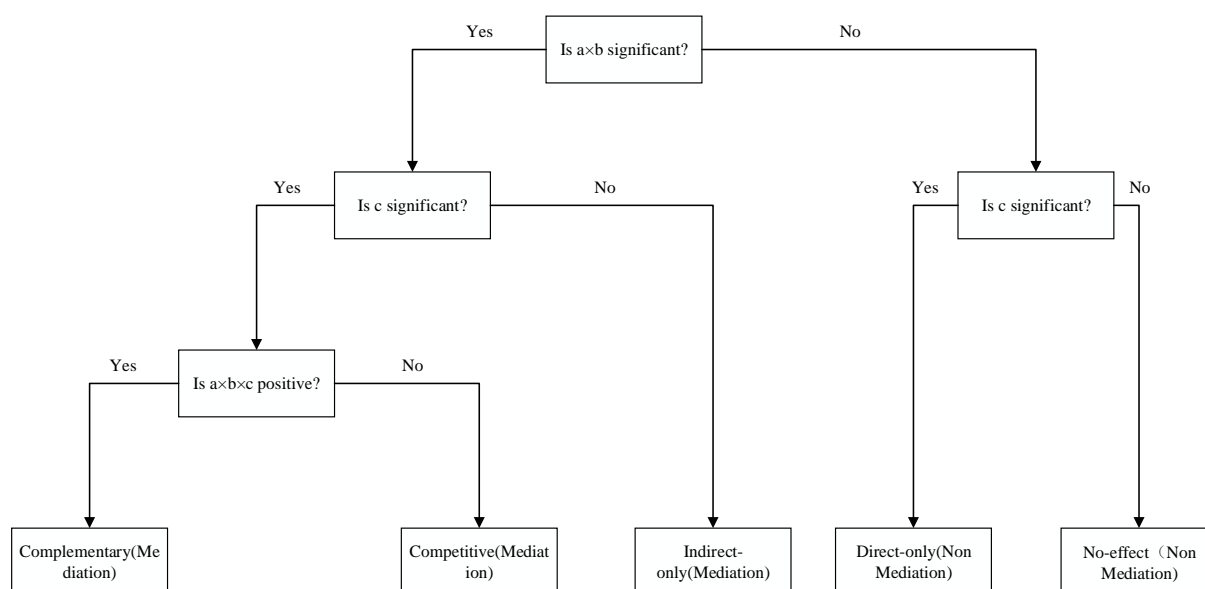 Yes
Is a×b significant?
No
Yes
Is c significant?
No
Yes
Is c significant?
No
Yes
Is a×b×c positive?
No
Complementary(Me
diation)
Competitive(Mediat
ion)
Indirect-
only(Mediation)
Direct-only(Non
Mediation)
No-effect（Non
Mediation)